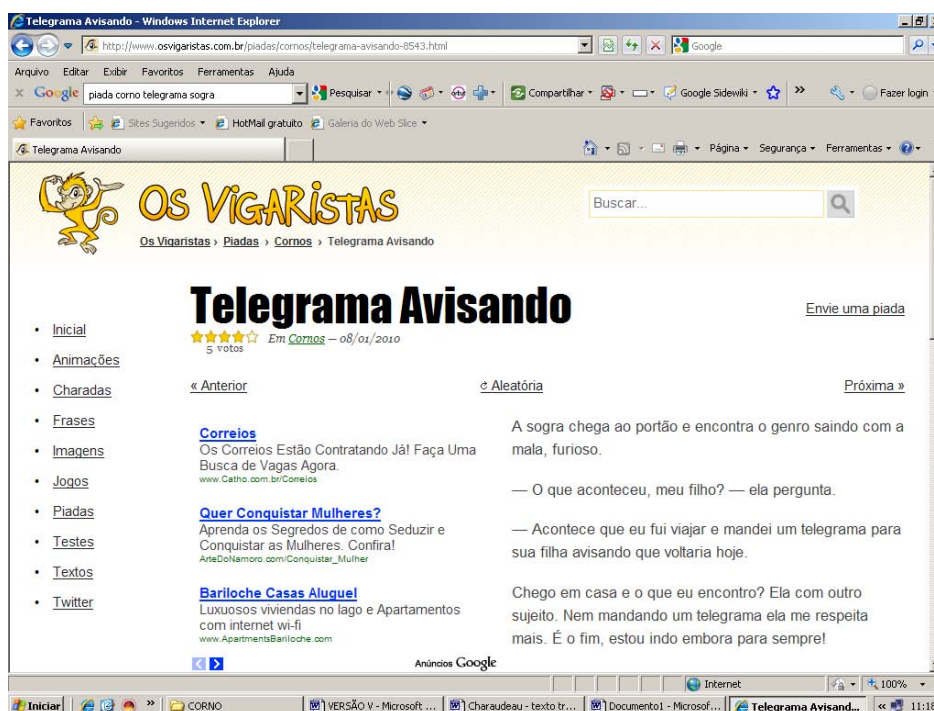 Telegrama Avisando - Windows Internet Explorer
http://www.osvigaristas.com.br/piadas/cornos/telegrama-avisando-8543.html
Google
Arquivo Editar Exibir Favoritos Ferramentas Ajuda
x Google piada corno telegrama sogra Pesquisar Compartilhar Google Sidewiki » Fazer login
Favoritos Sites Sugeridos HotMail gratuito Galeria do Web Slice
Telegrama Avisando Página Segurança Ferramentas
Os Vigaristas
Buscar...
Os Vigaristas › Piadas › Cornos › Telegrama Avisando
Telegrama Avisando
Envie uma piada
5 votos
Em Cornos – 08/01/2010
« Anterior
Aleatória
Próxima »
• Inicial
• Animações
• Charadas
• Frases
• Imagens
• Jogos
• Piadas
• Testes
• Textos
• Twitter
Correios
Os Correios Estão Contratando Já! Faça Uma
Busca de Vagas Agora.
www.Catho.com.br/Correios
Quer Conquistar Mulheres?
Aprenda os Segredos de como Seduzir e
Conquistar as Mulheres. Confira!
ArteDoNamoro.com/Conquistar_Mulher
Bariloche Casas Aluguel
Luxuosos viviendas no lago e Apartamentos
com internet wi-fi
www.ApartmentsBariloche.com
Anúncios Google
A sogra chega ao portão e encontra o genro saindo com a
mala, furioso.
— O que aconteceu, meu filho? — ela pergunta.
— Acontece que eu fui viajar e mandei um telegrama para
sua filha avisando que voltaria hoje.
Chego em casa e o que eu encontro? Ela com outro
sujeito. Nem mandando um telegrama ela me respeita
mais. É o fim, estou indo embora para sempre!
Internet 100%
Iniciar » CORNO VERSÃO V - Microsoft ... Charaudeau - texto tr... Documento1 - Microsof... Telegrama Avisand... « 11:18